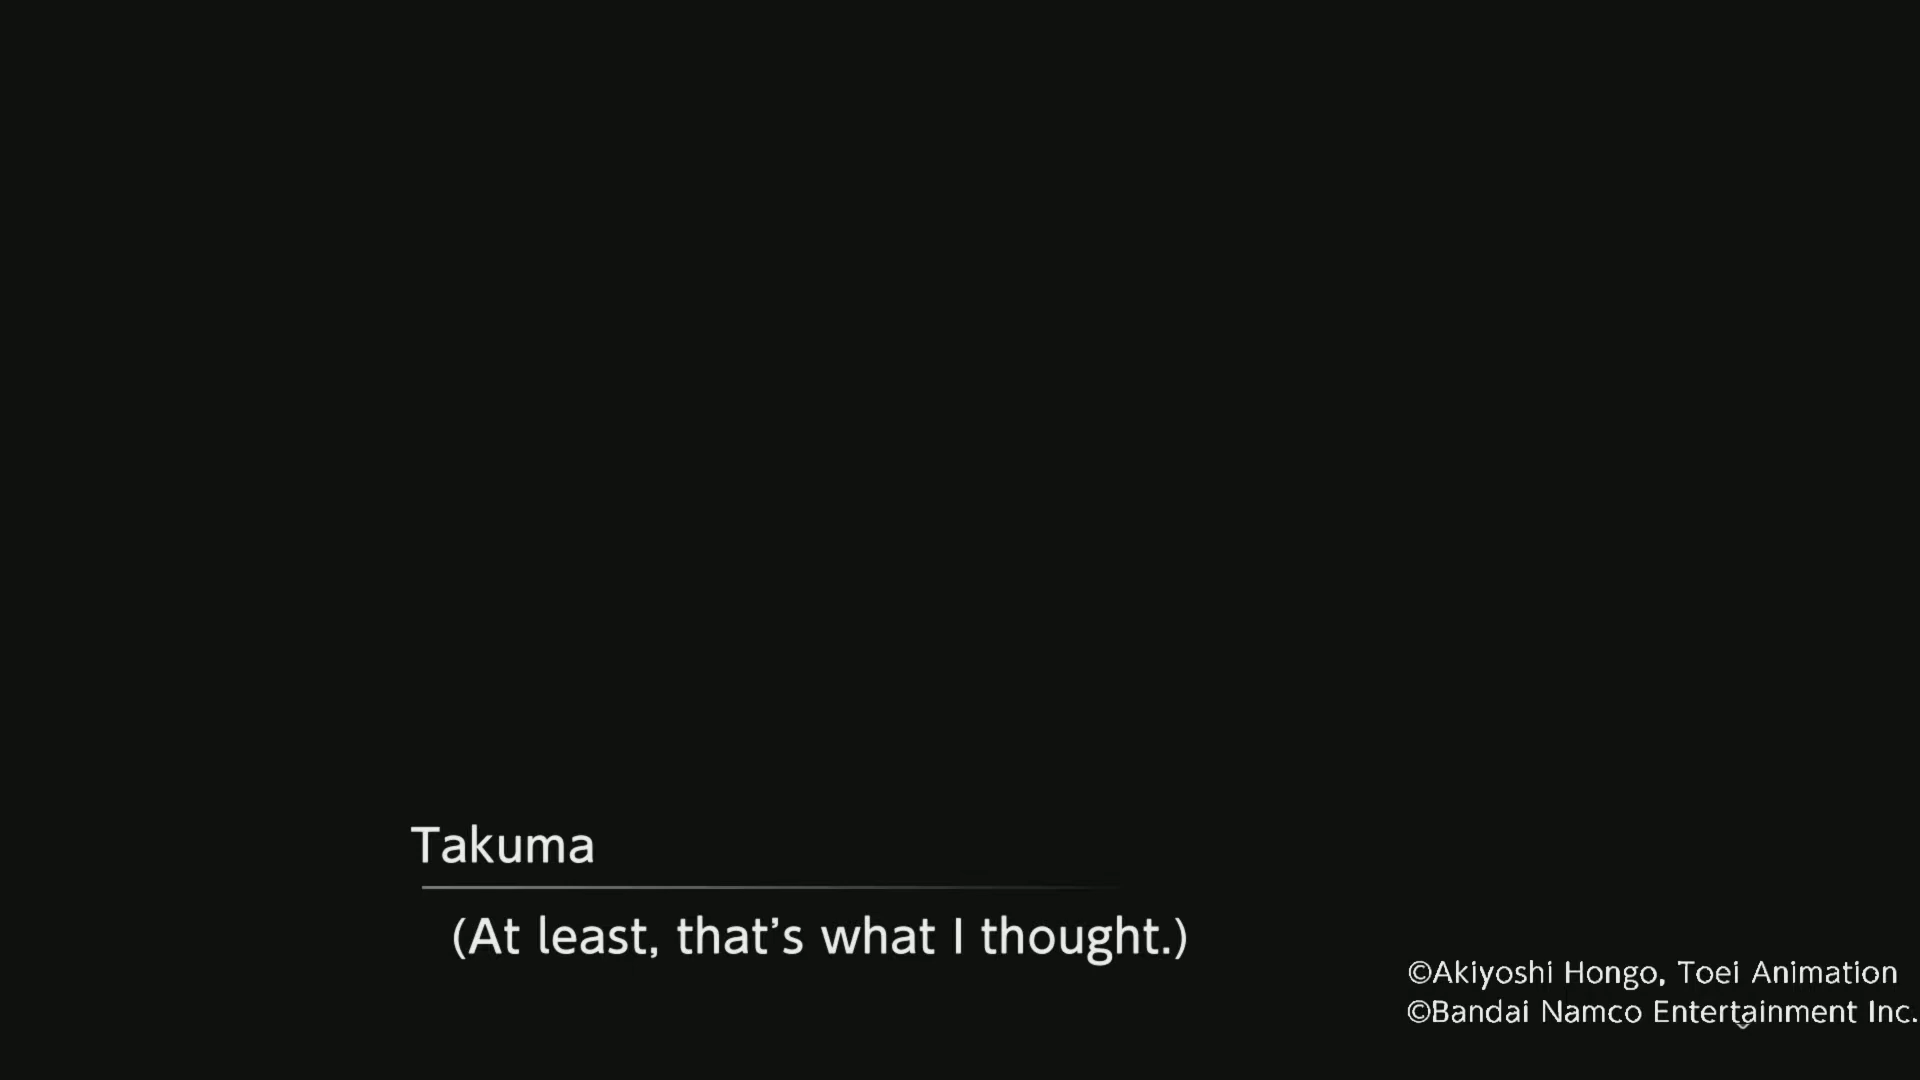 Takuma
(At least, that's what I thought.)
©Akiyoshi Hongo, Toei Animation
©Bandai Namco Entertainment Inc.